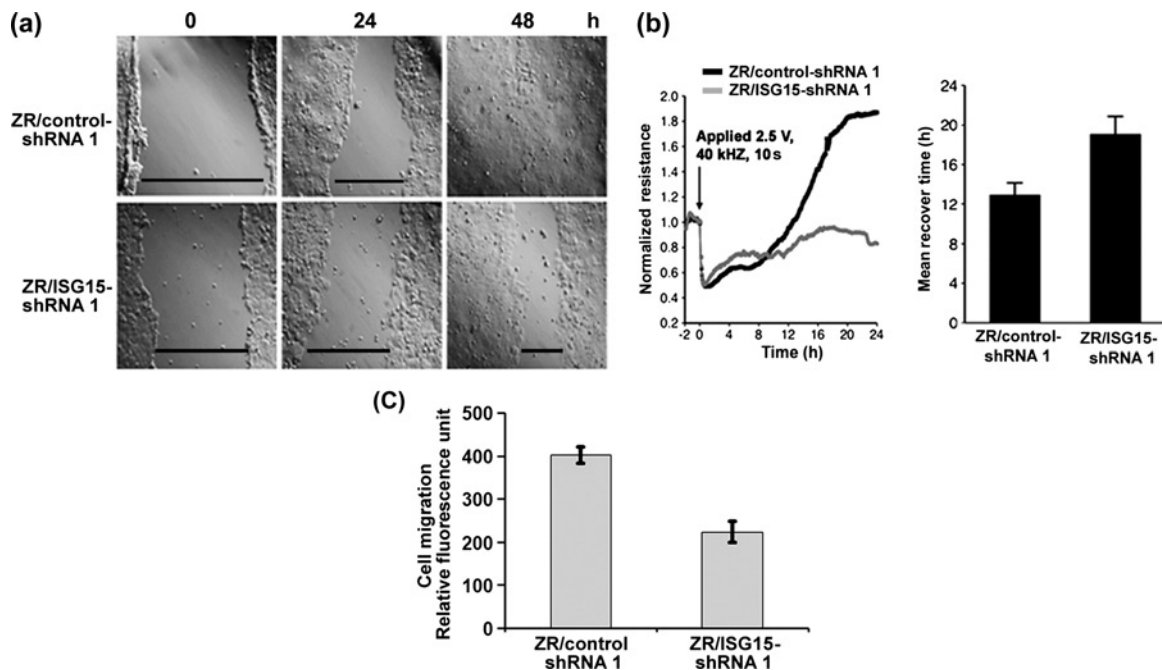 (a)
0 24 48 h
ZR/control-
shRNA 1
ZR/ISG15-
shRNA 1
(b)
ZR/control-shRNA 1
ZR/ISG15-shRNA 1
Applied 2.5 V,
40 kHZ, 10 s
Normalized resistance
2.0
1.8
1.6
1.4
1.2
1.0
0.8
0.6
0.4
0.2
-2 0 4 8 12 16 20 24
Time (h)
Mean recover time (h)
24
20
16
12
8
4
0
ZR/control-
shRNA 1
ZR/ISG15-
shRNA 1
(C)
Cell migration
Relative fluorescence unit
500
400
300
200
100
0
ZR/control
shRNA 1
ZR/ISG15-
shRNA 1